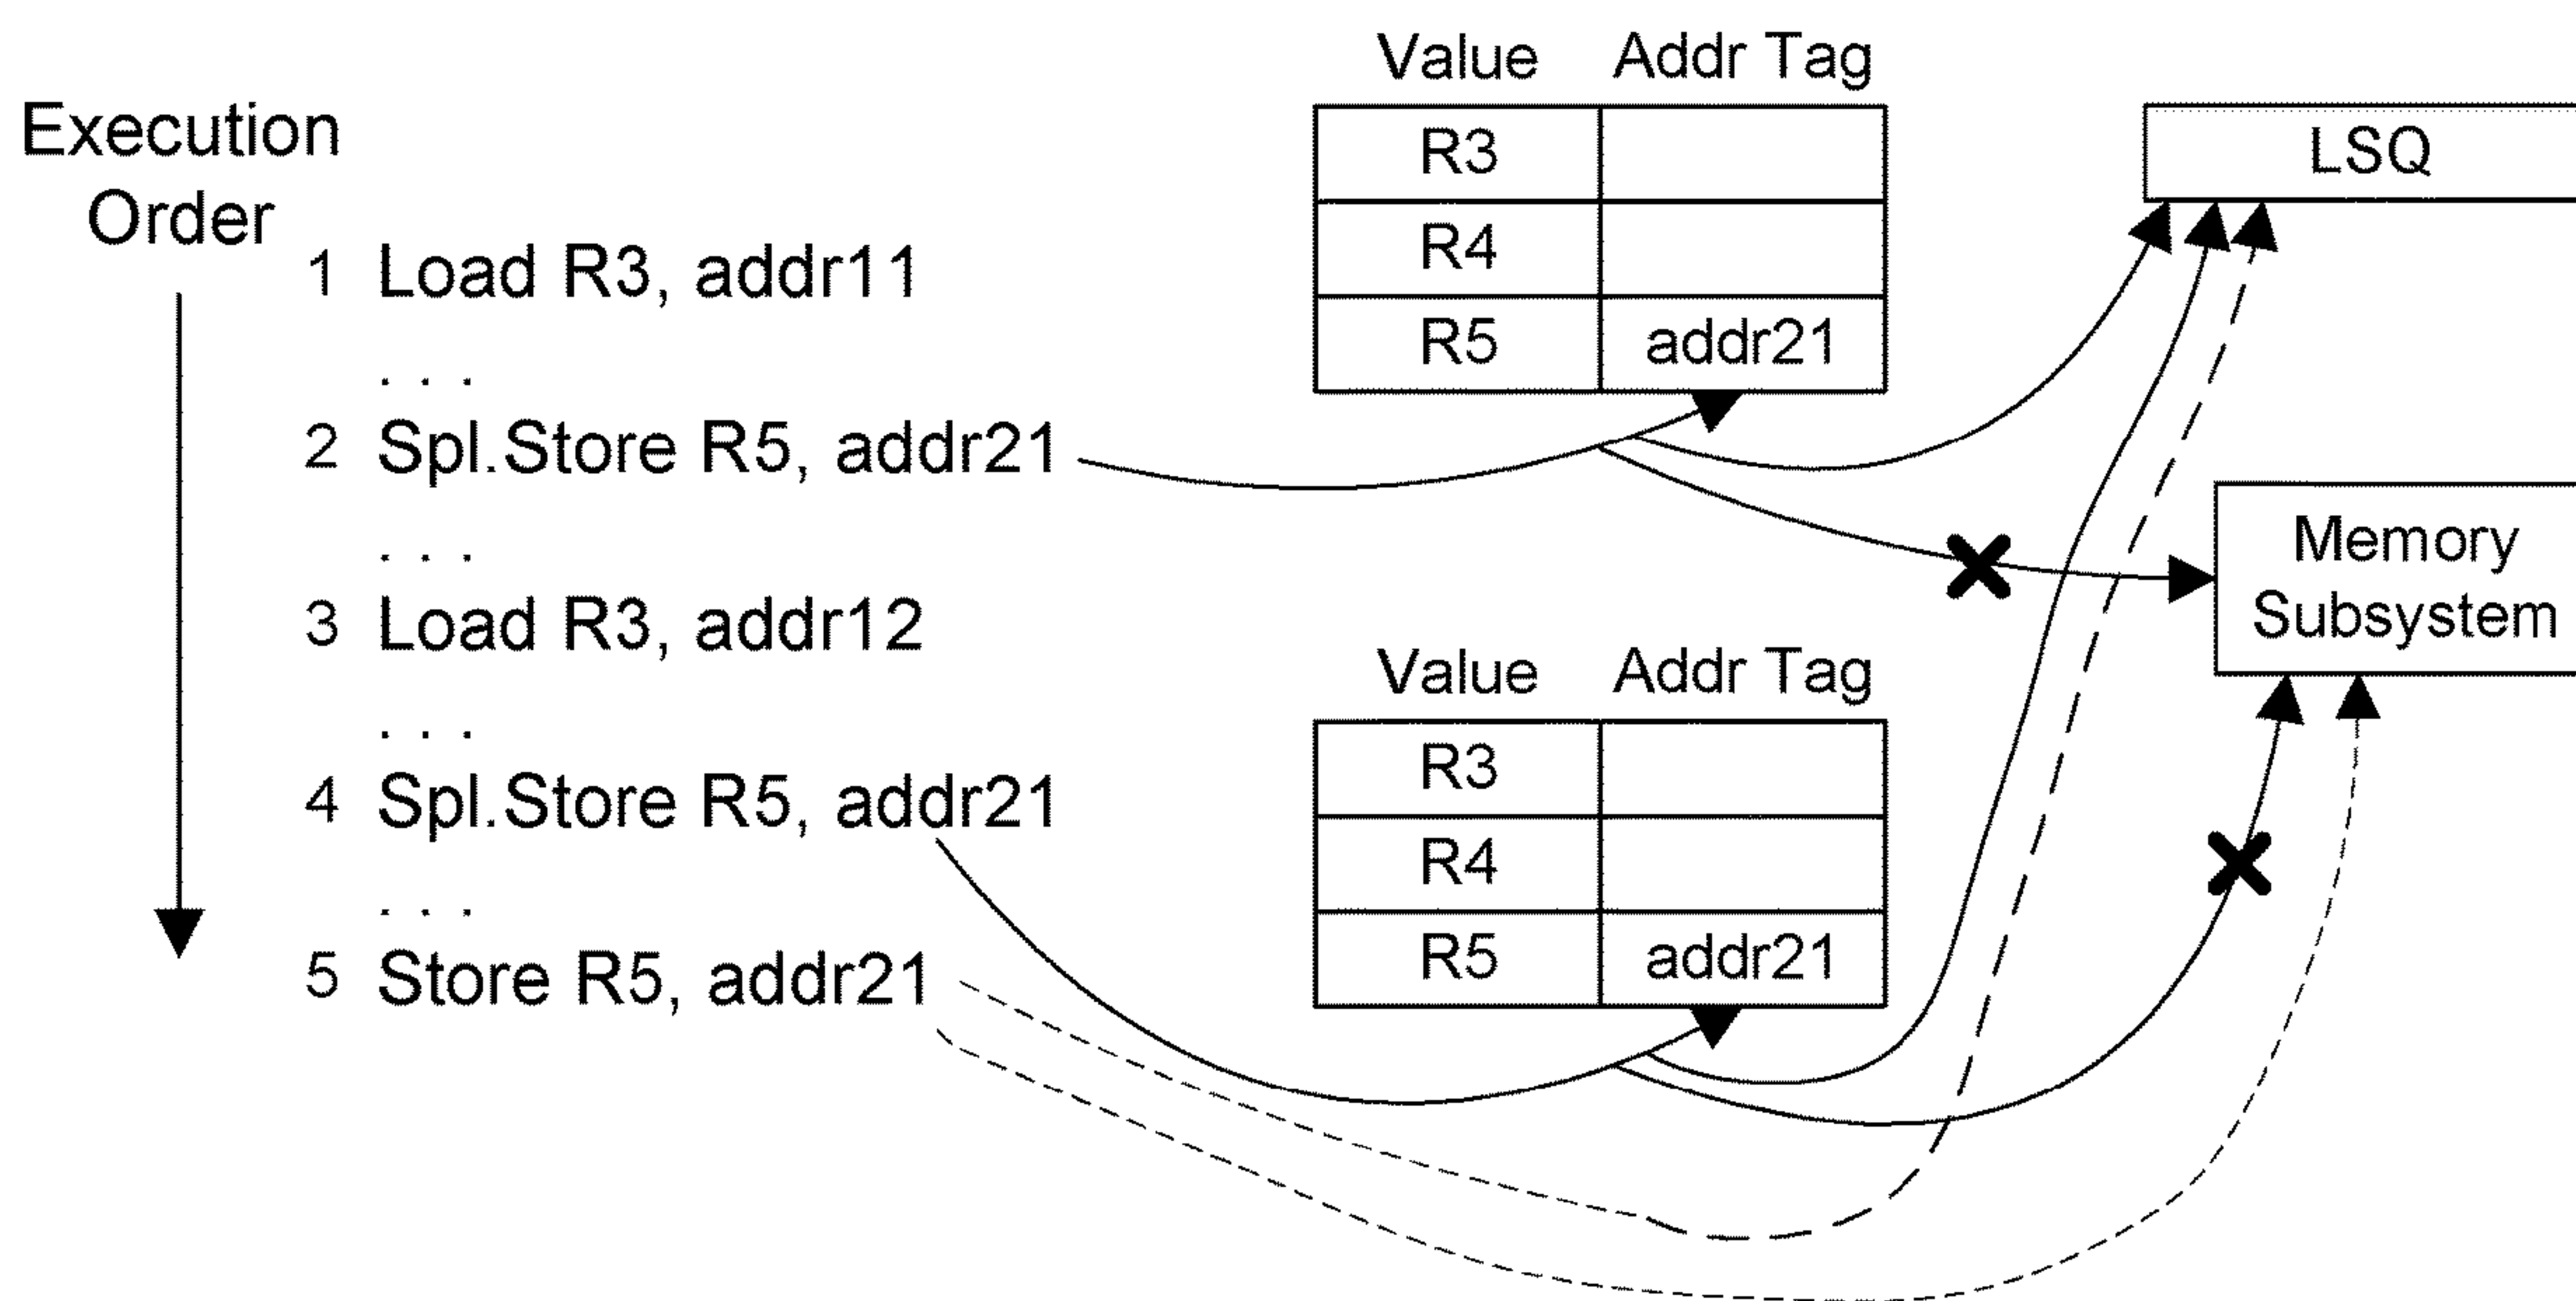 Execution
Order
1 Load R3, addr11
. . .
2 Spl.Store R5, addr21
. . .
3 Load R3, addr12
. . .
4 Spl.Store R5, addr21
. . .
5 Store R5, addr21
Value Addr Tag
R3
R4
R5 addr21
Value Addr Tag
R3
R4
R5 addr21
LSQ
Memory
Subsystem